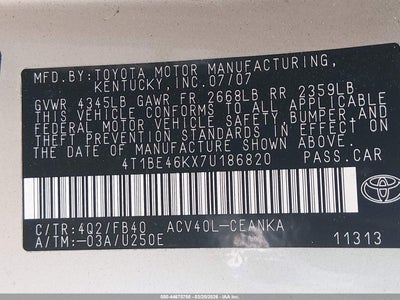 MFD.BY:TOYOTA MOTOR MANUFACTURING,
KENTUCKY, INC. 07/07
GVWR 4345LB GAWR FR 2668LB RR 2359LB
THIS VEHICLE CONFORMS TO ALL APPLICABLE
FEDERAL MOTOR VEHICLE SAFETY, BUMPER, AND
THEFT PREVENTION STANDARDS IN EFFECT ON
THE DATE OF MANUFACTURE SHOWN ABOVE.
4T1BE46KX7U186820 PASS.CAR
C/TR:4Q2/FB40 ACV40L-CEANKA
A/TM:-03A/U250E 11313
TOYOTA